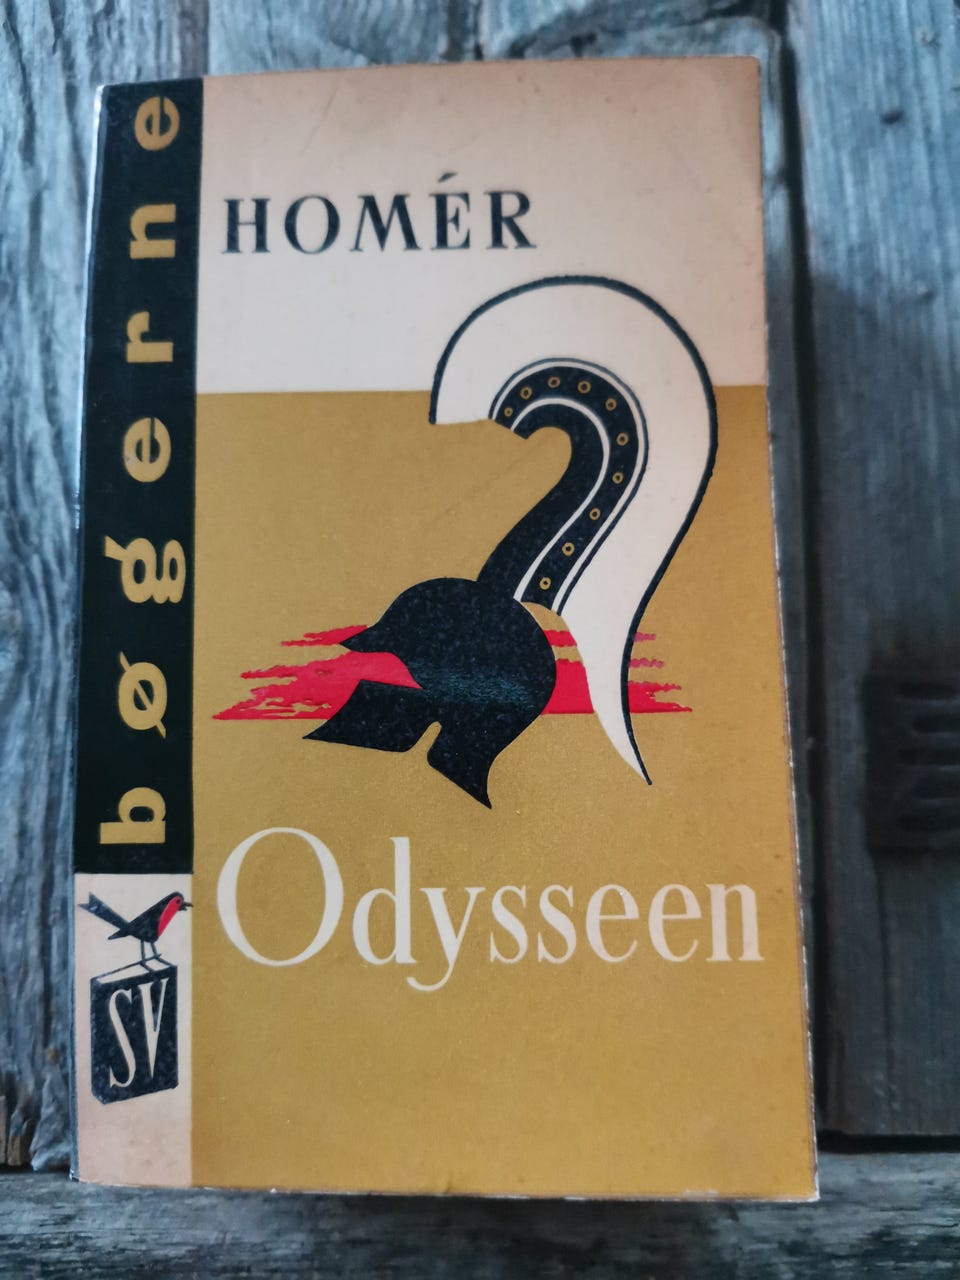 HOMÉR
Odysseen
bøgerne
SV